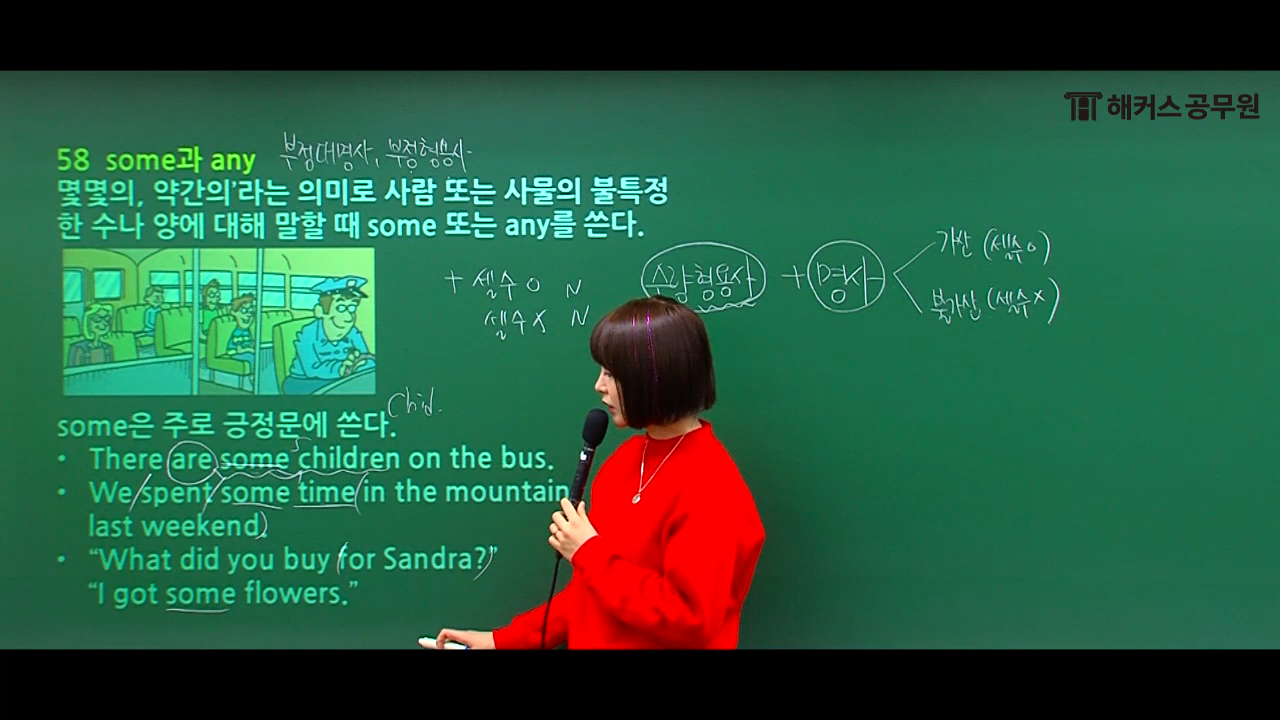 해커스 공무원
58 some과 any 부정대명사, 부정형용사
몇몇의, 약간의’라는 의미로 사람 또는 사물의 불특정
한 수나 양에 대해 말할 때 some 또는 any를 쓴다.
+ 셀수 O N
셀수 X N
수량형용사 + 명사
가산 (셀수 O)
불가산 (셀수 X)
some은 주로 긍정문에 쓴다.
• There are some children on the bus.
• We spent some time in the mountain
last weekend.
• “What did you buy for Sandra?”
“I got some flowers.”